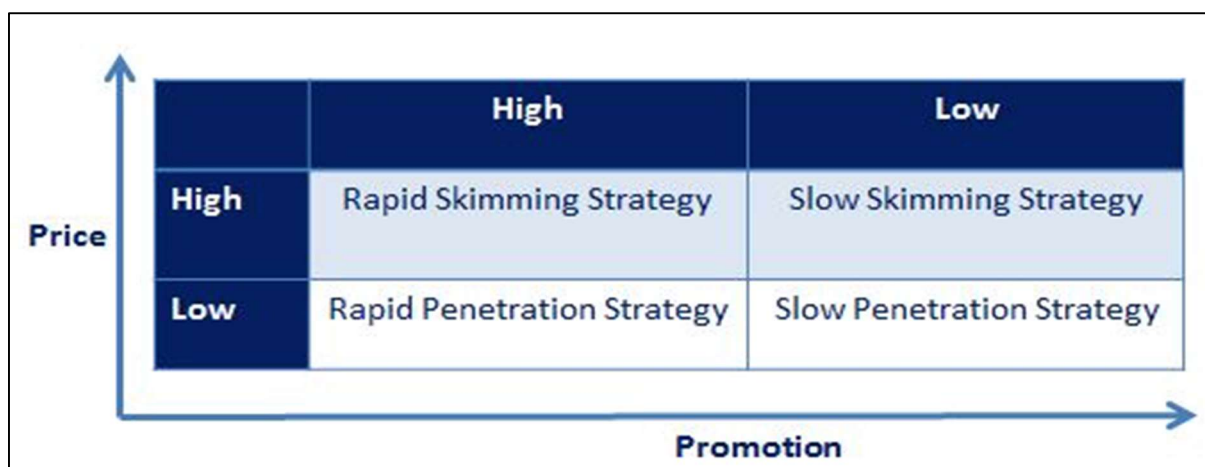 High Low
High Rapid Skimming Strategy Slow Skimming Strategy
Price
Low Rapid Penetration Strategy Slow Penetration Strategy
Promotion